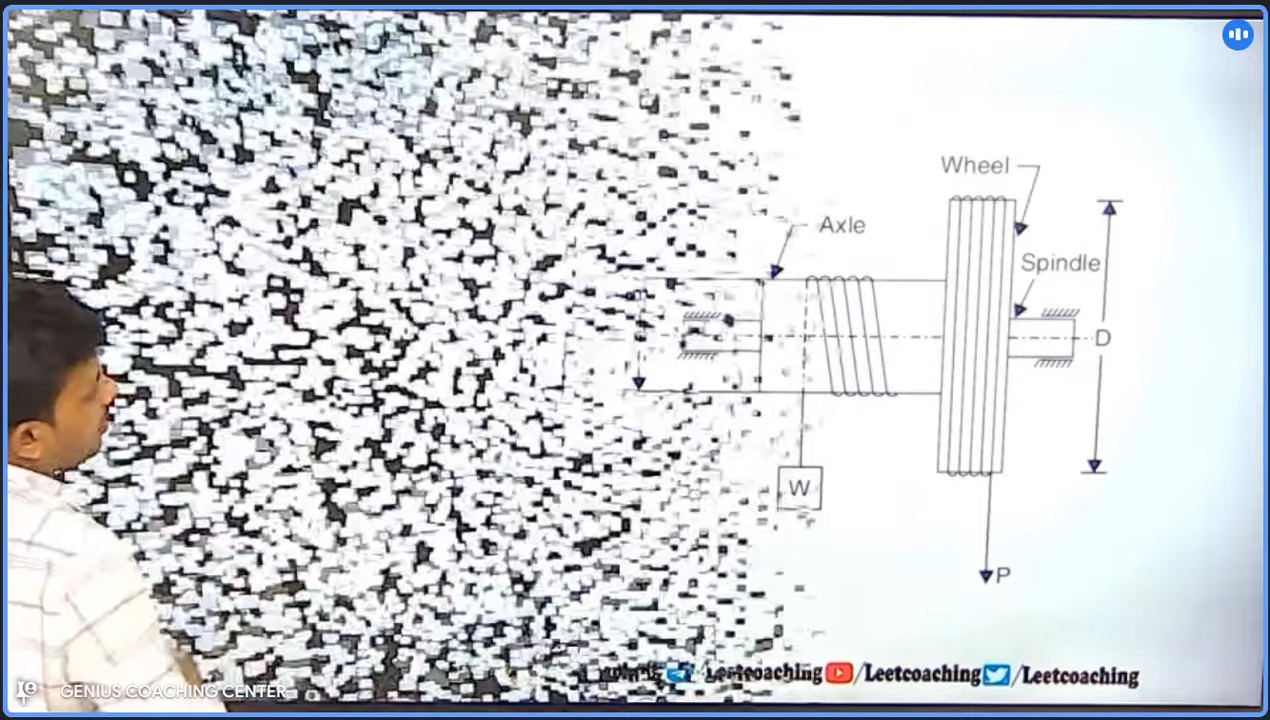 Wheel
Axle
Spindle
D
W
P
/Leetcoaching /Leetcoaching /Leetcoaching
GENIUS COACHING CENTER